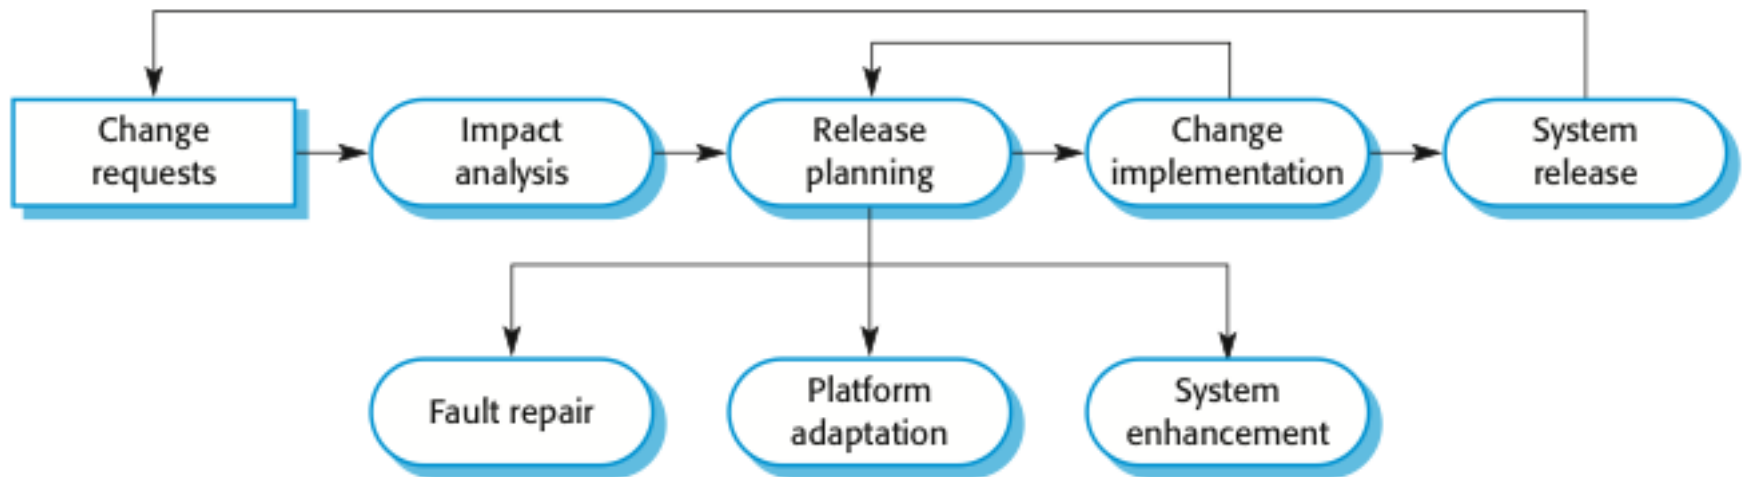 Change
requests
Impact
analysis
Release
planning
Change
implementation
System
release
Fault repair
Platform
adaptation
System
enhancement